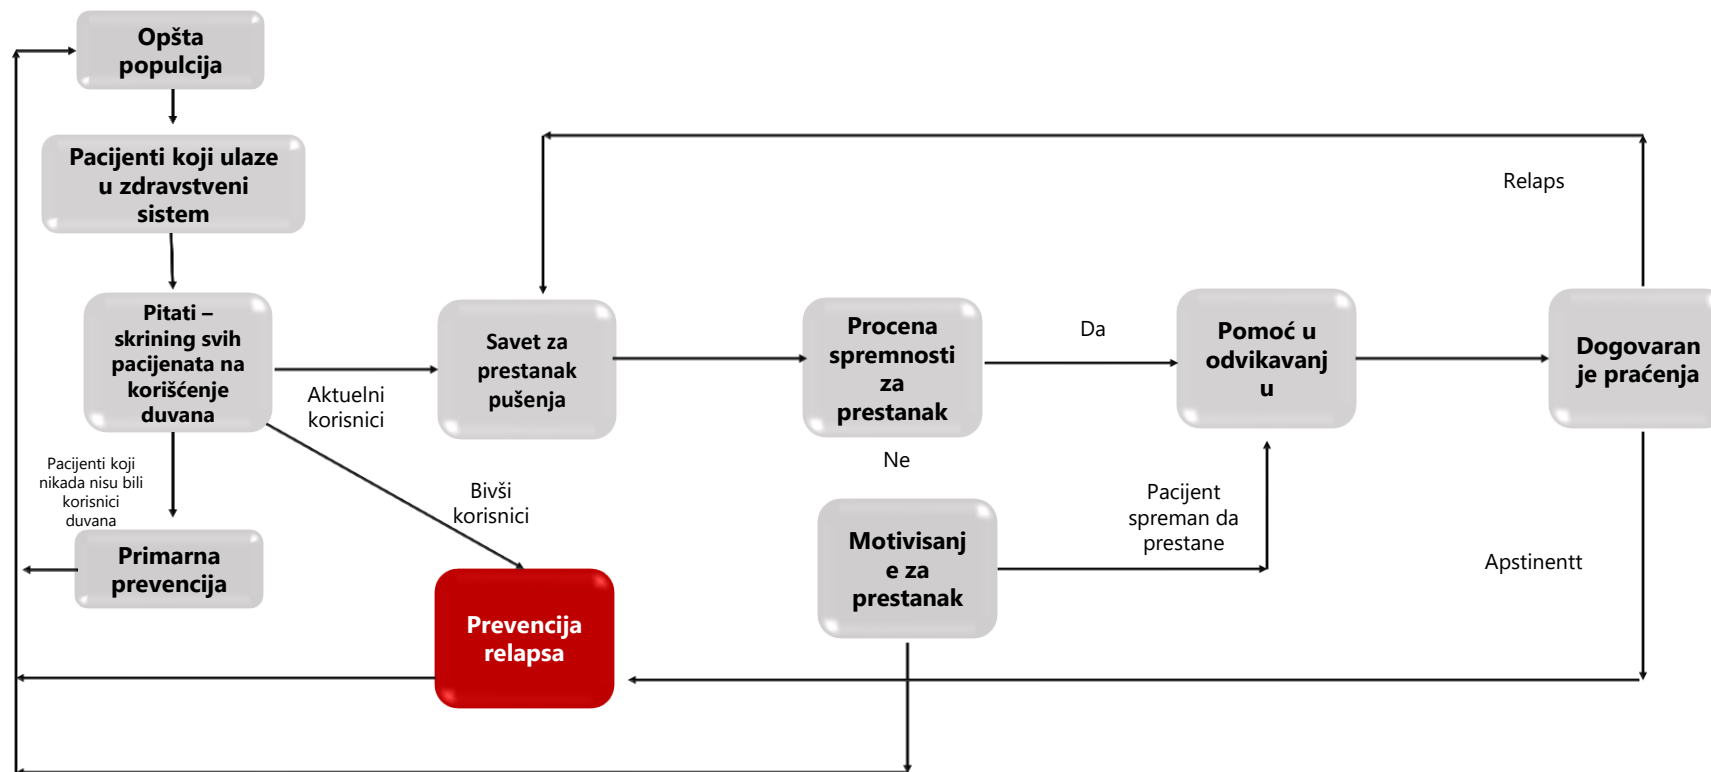 Opšta
populcija
Pacijenti koji ulaze
u zdravstveni
sistem
Relaps
Pitati –
skrining svih
pacijenata na
korišćenje
duvana
Aktuelni
korisnici
Savet za
prestanak
pušenja
Procena
spremnosti
za
prestanak
Da
Pomoć u
odvikavanj
u
Dogovaran
je praćenja
Ne
Pacijenti koji
nikada nisu bili
korisnici
duvana
Bivši
korisnici
Pacijent
spreman da
prestane
Primarna
prevencija
Motivisanj
e za
prestanak
Apstinentt
Prevencija
relapsa